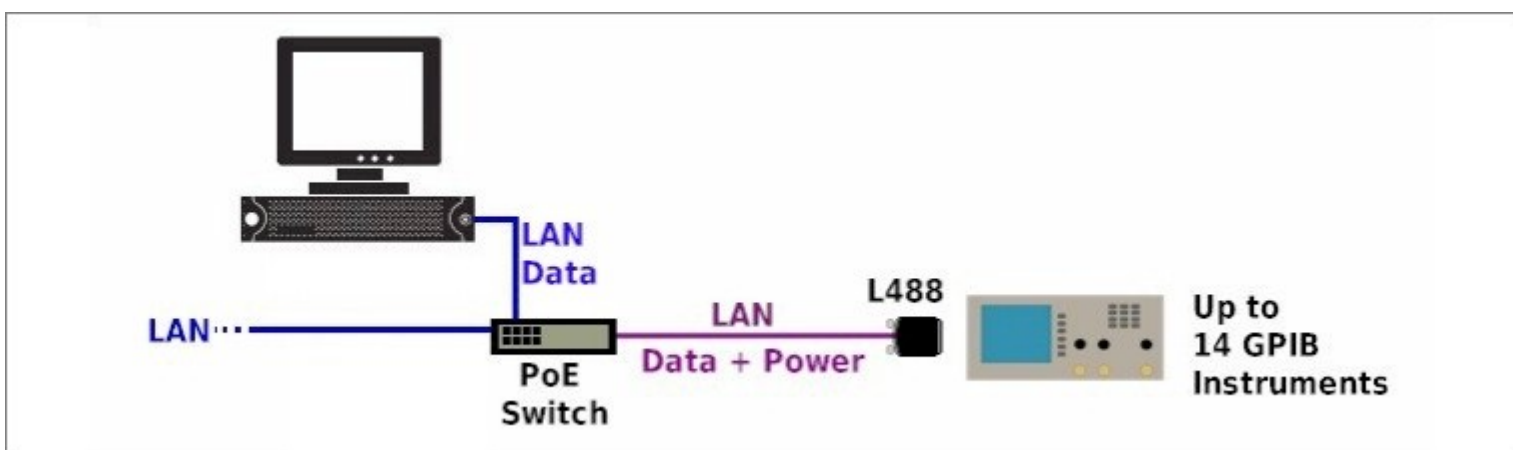 LAN
Data
LAN
PoE
Switch
LAN
Data + Power
L488
Up to
14 GPIB
Instruments